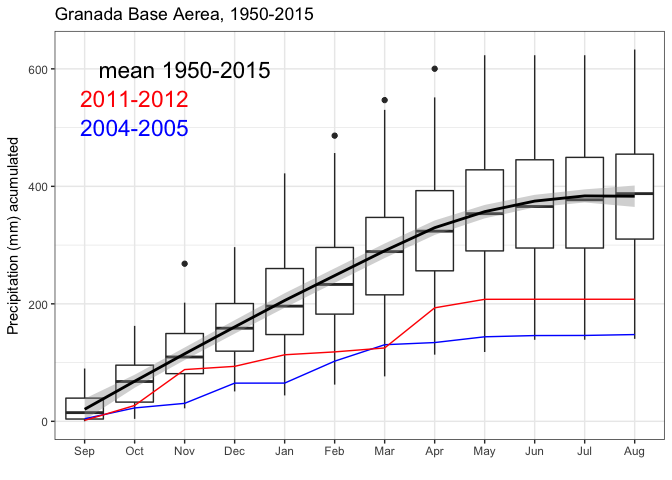 Granada Base Aerea, 1950-2015
mean 1950-2015
2011-2012
2004-2005
Precipitation (mm) acumulated
600
400
200
0
Sep Oct Nov Dec Jan Feb Mar Apr May Jun Jul Aug